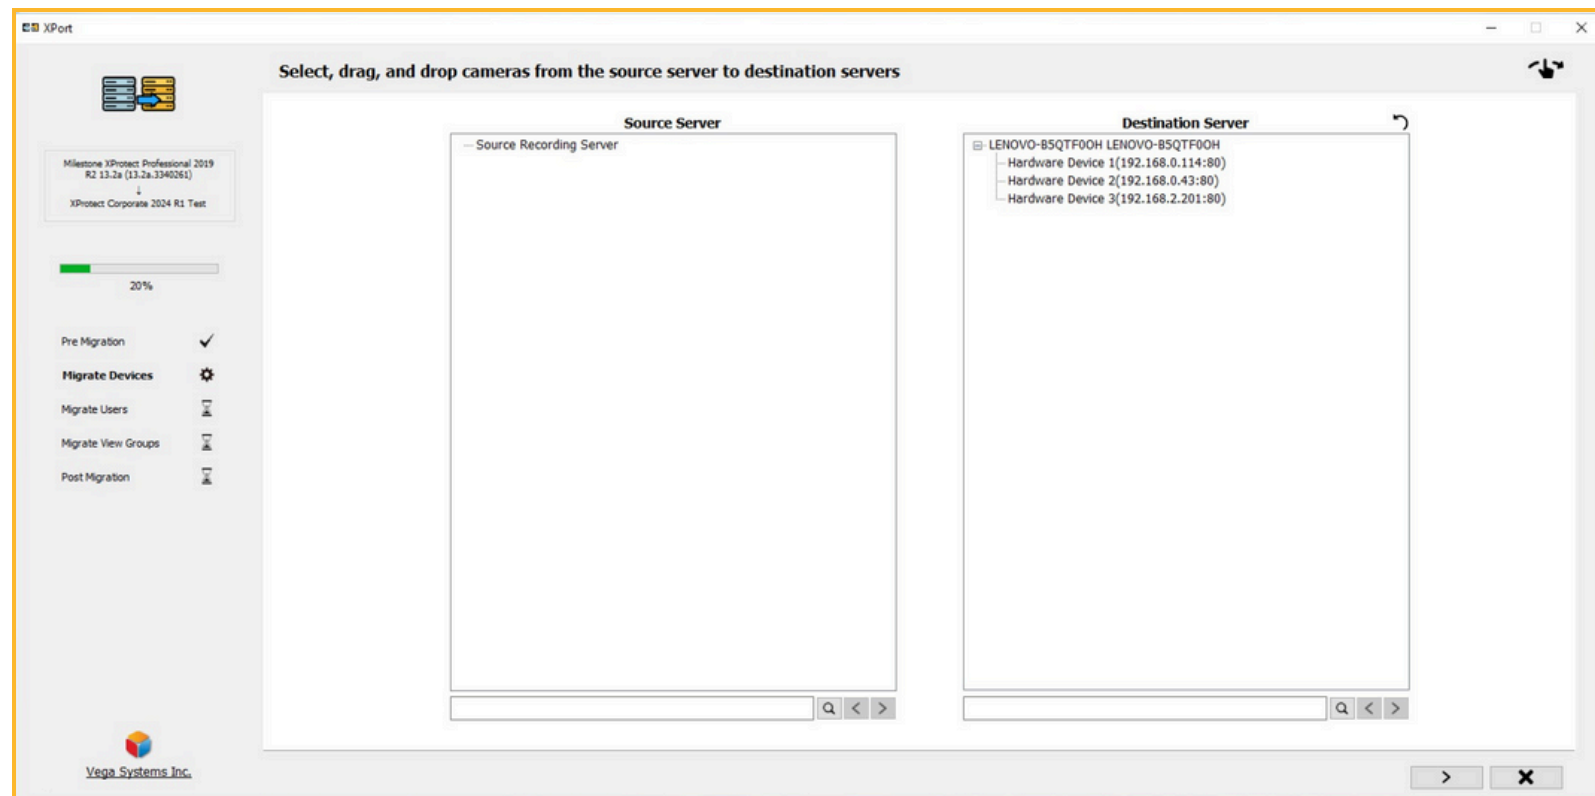 XPort
Select, drag, and drop cameras from the source server to destination servers
Milestone XProtect Professional 2019
R2 13.2a (13.2a.3340261)
↓
XProtect Corporate 2024 R1 Test
20%
Pre Migration
Migrate Devices
Migrate Users
Migrate View Groups
Post Migration
Vega Systems Inc.
Source Server
Source Recording Server
Destination Server
LENOVO-B5QTF0OH LENOVO-B5QTF0OH
Hardware Device 1(192.168.0.114:80)
Hardware Device 2(192.168.0.43:80)
Hardware Device 3(192.168.2.201:80)